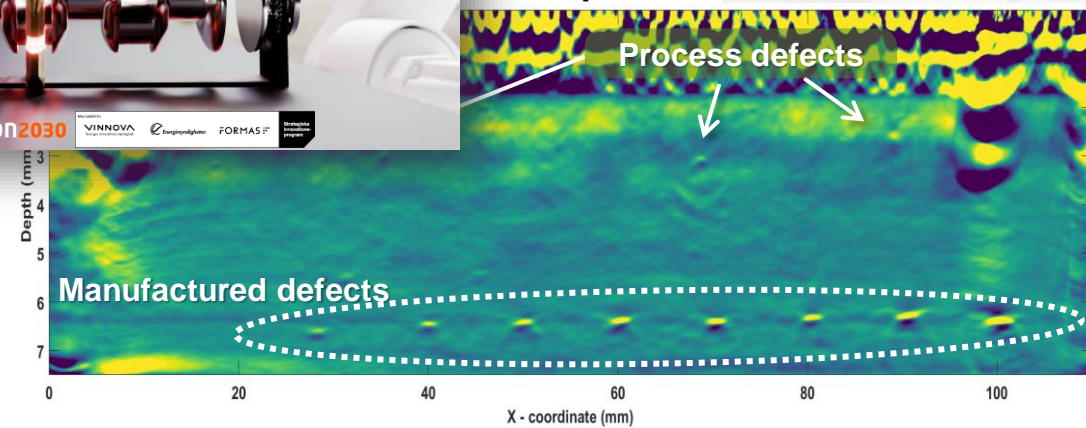 Process defects
on2030
VINNOVA
Energimyndigheten
FORMAS
Strategiska
innovations-
program
Manufactured defects
Depth (mm
3
4
5
6
7
0 20 40 60 80 100
X - coordinate (mm)